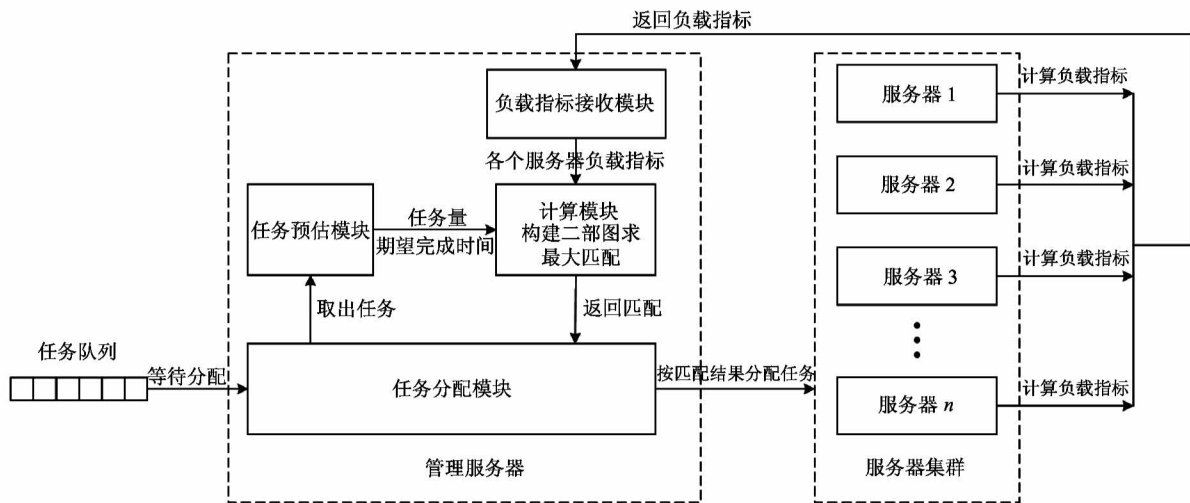 返回负载指标
负载指标接收模块
各个服务器负载指标
任务预估模块
任务量
期望完成时间
计算模块
构建二部图求
最大匹配
取出任务
返回匹配
任务队列
等待分配
任务分配模块
按匹配结果分配任务
管理服务器
服务器 1
计算负载指标
服务器 2
计算负载指标
服务器 3
计算负载指标
服务器 n
计算负载指标
服务器集群